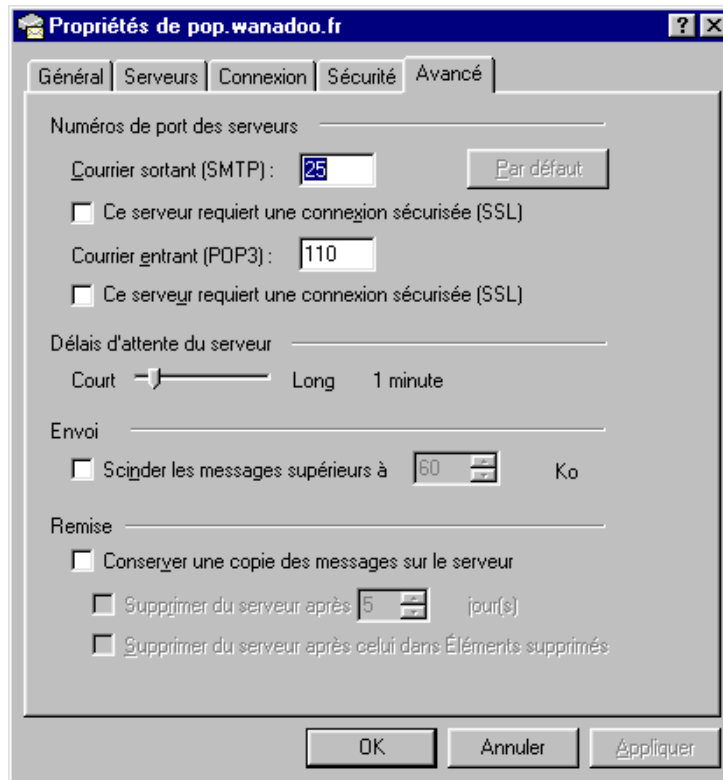 Propriétés de pop.wanadoo.fr
Général Serveurs Connexion Sécurité Avancé
Numéros de port des serveurs
Courrier sortant (SMTP) : 25 Par défaut
Ce serveur requiert une connexion sécurisée (SSL)
Courrier entrant (POP3) : 110
Ce serveur requiert une connexion sécurisée (SSL)
Délais d'attente du serveur
Court Long 1 minute
Envoi
Scinder les messages supérieurs à 60 Ko
Remise
Conserver une copie des messages sur le serveur
Supprimer du serveur après 5 jour(s)
Supprimer du serveur après celui dans Éléments supprimés
OK Annuler Appliquer